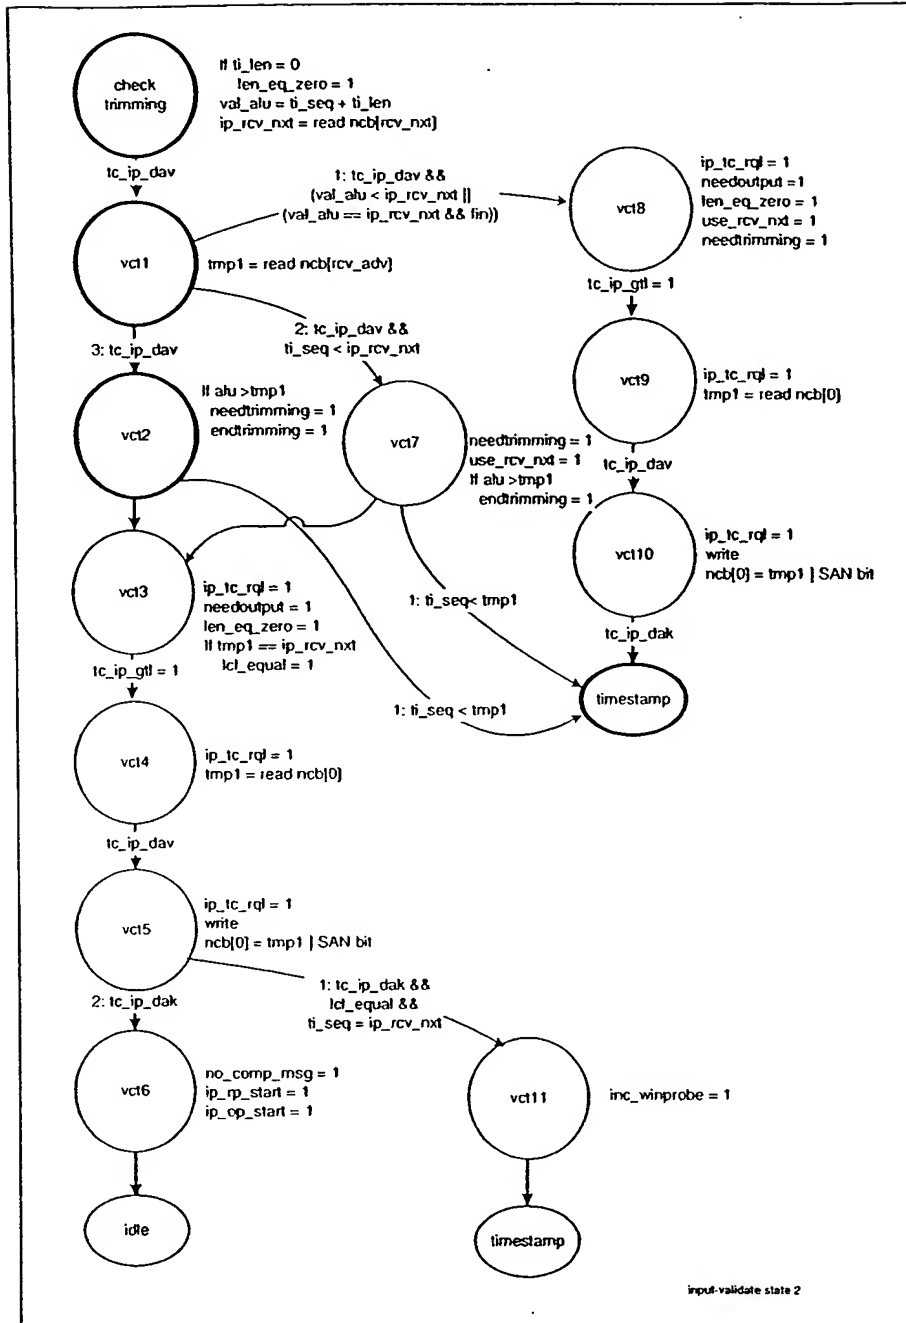 check
trimming
If ti_len = 0
len_eq_zero = 1
val_alu = ti_seq + ti_len
ip_rcv_nxt = read ncb[rcv_nxt]
tc_ip_dav
1: tc_ip_dav &&
(val_alu < ip_rcv_nxt ||
(val_alu == ip_rcv_nxt && fin))
vct8
ip_tc_rql = 1
needoutput =1
len_eq_zero = 1
use_rcv_nxt = 1
needtrimming = 1
vct1
tmp1 = read ncb[rcv_adv]
tc_ip_gtl = 1
3: tc_ip_dav
2: tc_ip_dav &&
ti_seq < ip_rcv_nxt
vct9
ip_tc_rql = 1
tmp1 = read ncb[0]
vct2
If alu >tmp1
needtrimming = 1
endtrimming = 1
vct7
needtrimming = 1
use_rcv_nxt = 1
If alu >tmp1
endtrimming = 1
tc_ip_dav
vct10
ip_tc_rql = 1
write
ncb[0] = tmp1 | SAN bit
vct3
ip_tc_rql = 1
needoutput = 1
len_eq_zero = 1
If tmp1 == ip_rcv_nxt
lcl_equal = 1
1: ti_seq< tmp1
tc_ip_dak
tc_ip_gtl = 1
1: ti_seq < tmp1
timestamp
vct4
ip_tc_rql = 1
tmp1 = read ncb[0]
tc_ip_dav
vct5
ip_tc_rql = 1
write
ncb[0] = tmp1 | SAN bit
2: tc_ip_dak
1: tc_ip_dak &&
lcl_equal &&
ti_seq = ip_rcv_nxt
vct6
no_comp_msg = 1
ip_rp_start = 1
ip_op_start = 1
vct11
inc_winprobe = 1
idle
timestamp
input-validate state 2